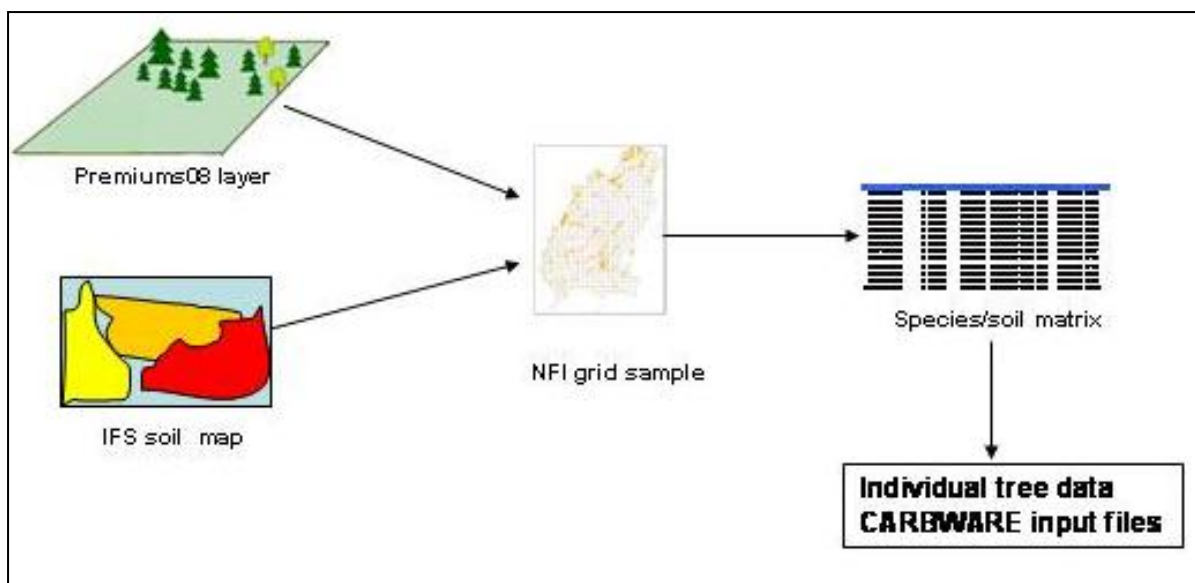 Premiums08 layer
IFS soil map
NFI grid sample
Species/soil matrix
Individual tree data
CARBWARE input files